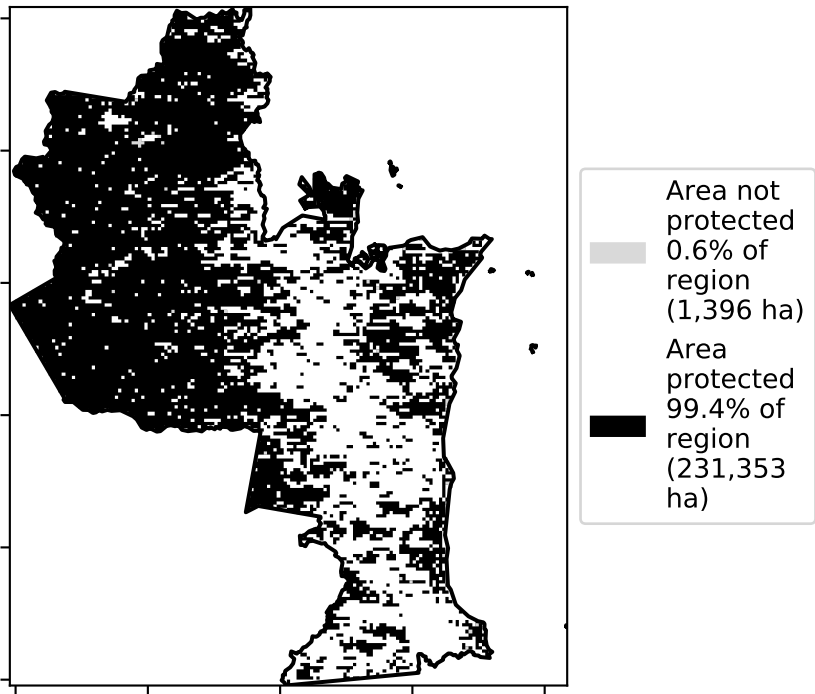 Area not
protected
0.6% of
region
(1,396 ha)
Area
protected
99.4% of
region
(231,353
ha)